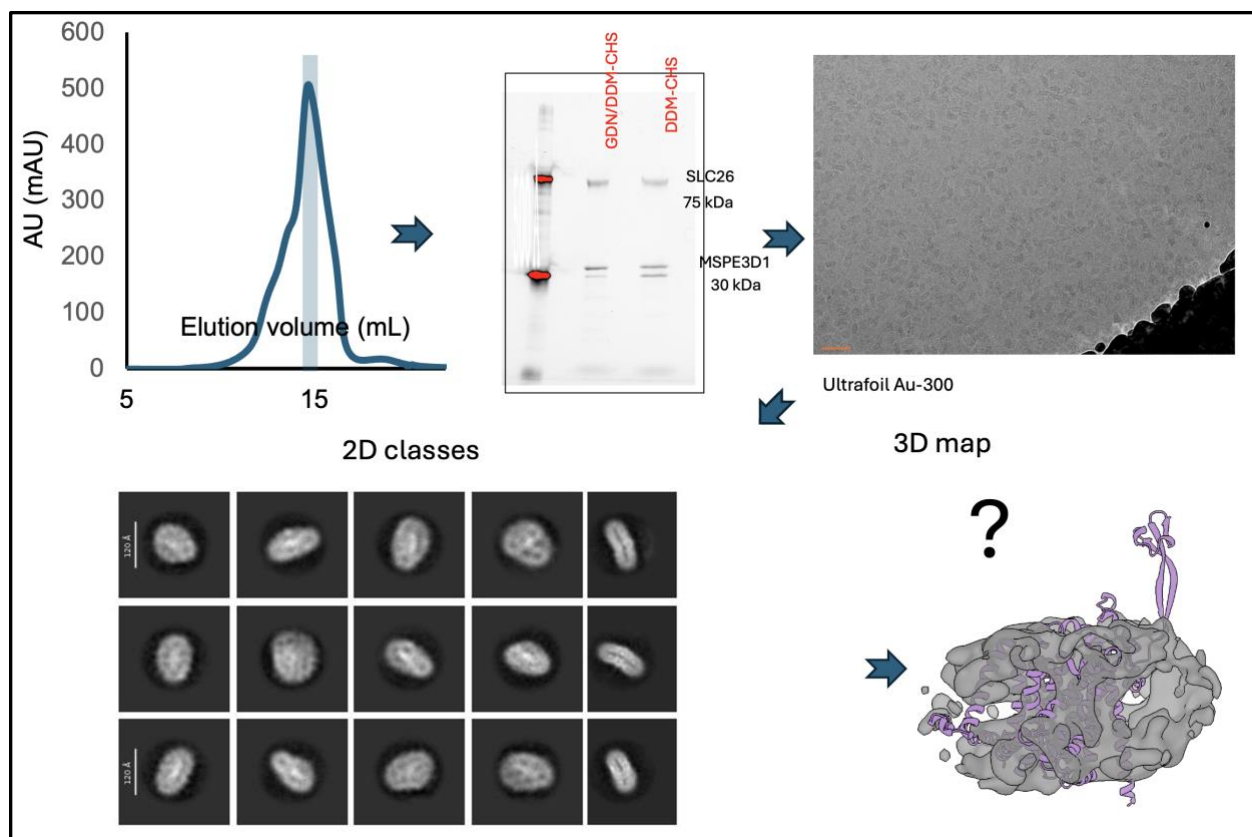 600
500
400
300
200
100
0
AU (mAU)
Elution volume (mL)
5
15
GDN/DDM-CHS
DDM-CHS
SLC26
75 kDa
MSPE3D1
30 kDa
Ultrafoil Au-300
2D classes
3D map
120 Å
120 Å
?